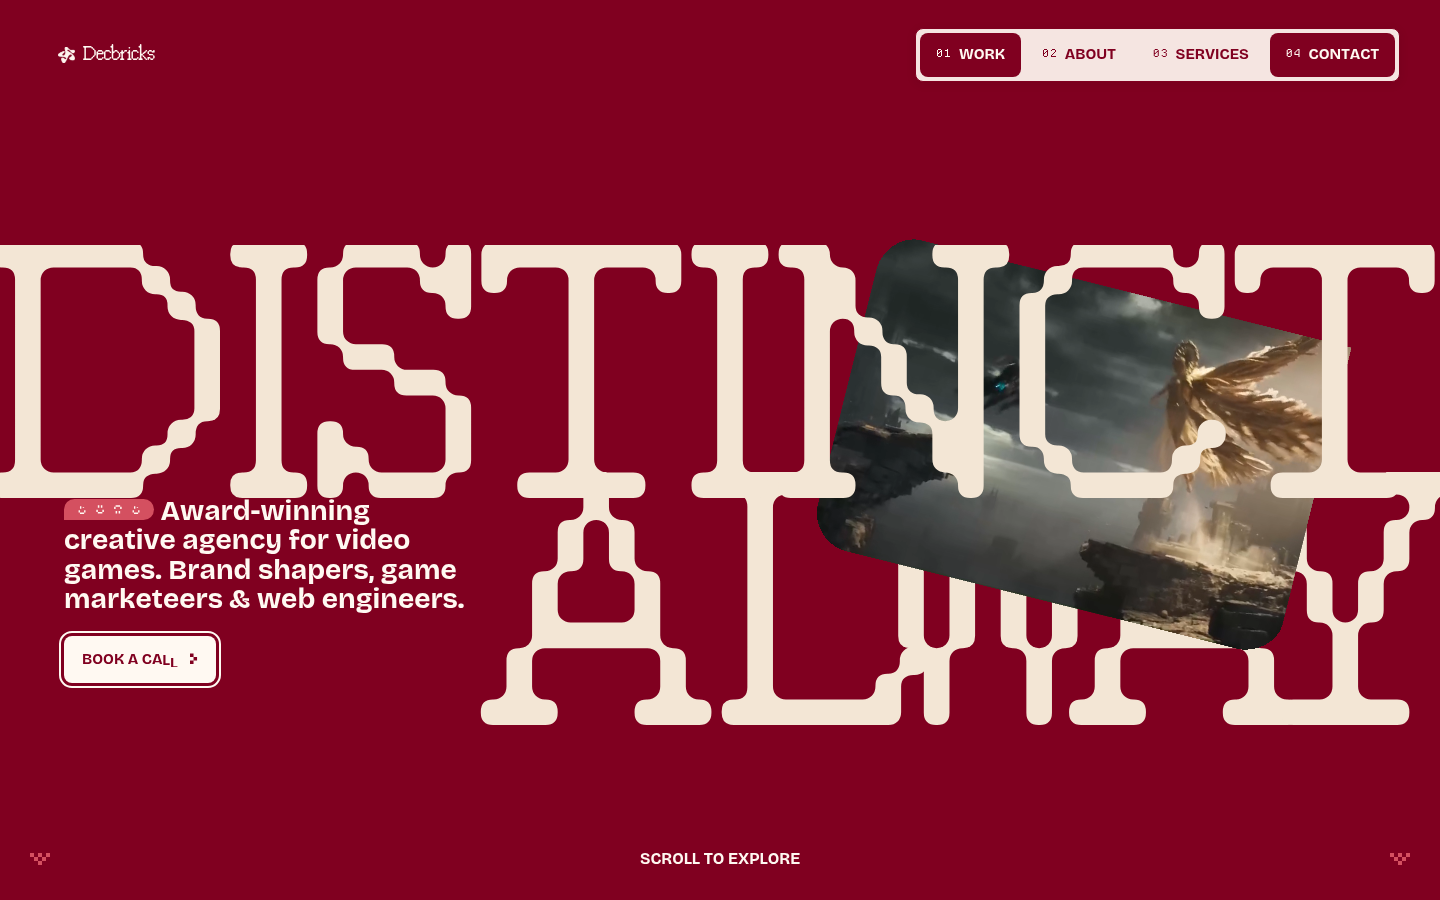 Decbricks
01 WORK
02 ABOUT
03 SERVICES
04 CONTACT
DISTINCT
ALWAY
Award-winning
creative agency for video
games. Brand shapers, game
marketeers & web engineers.
BOOK A CALL
SCROLL TO EXPLORE